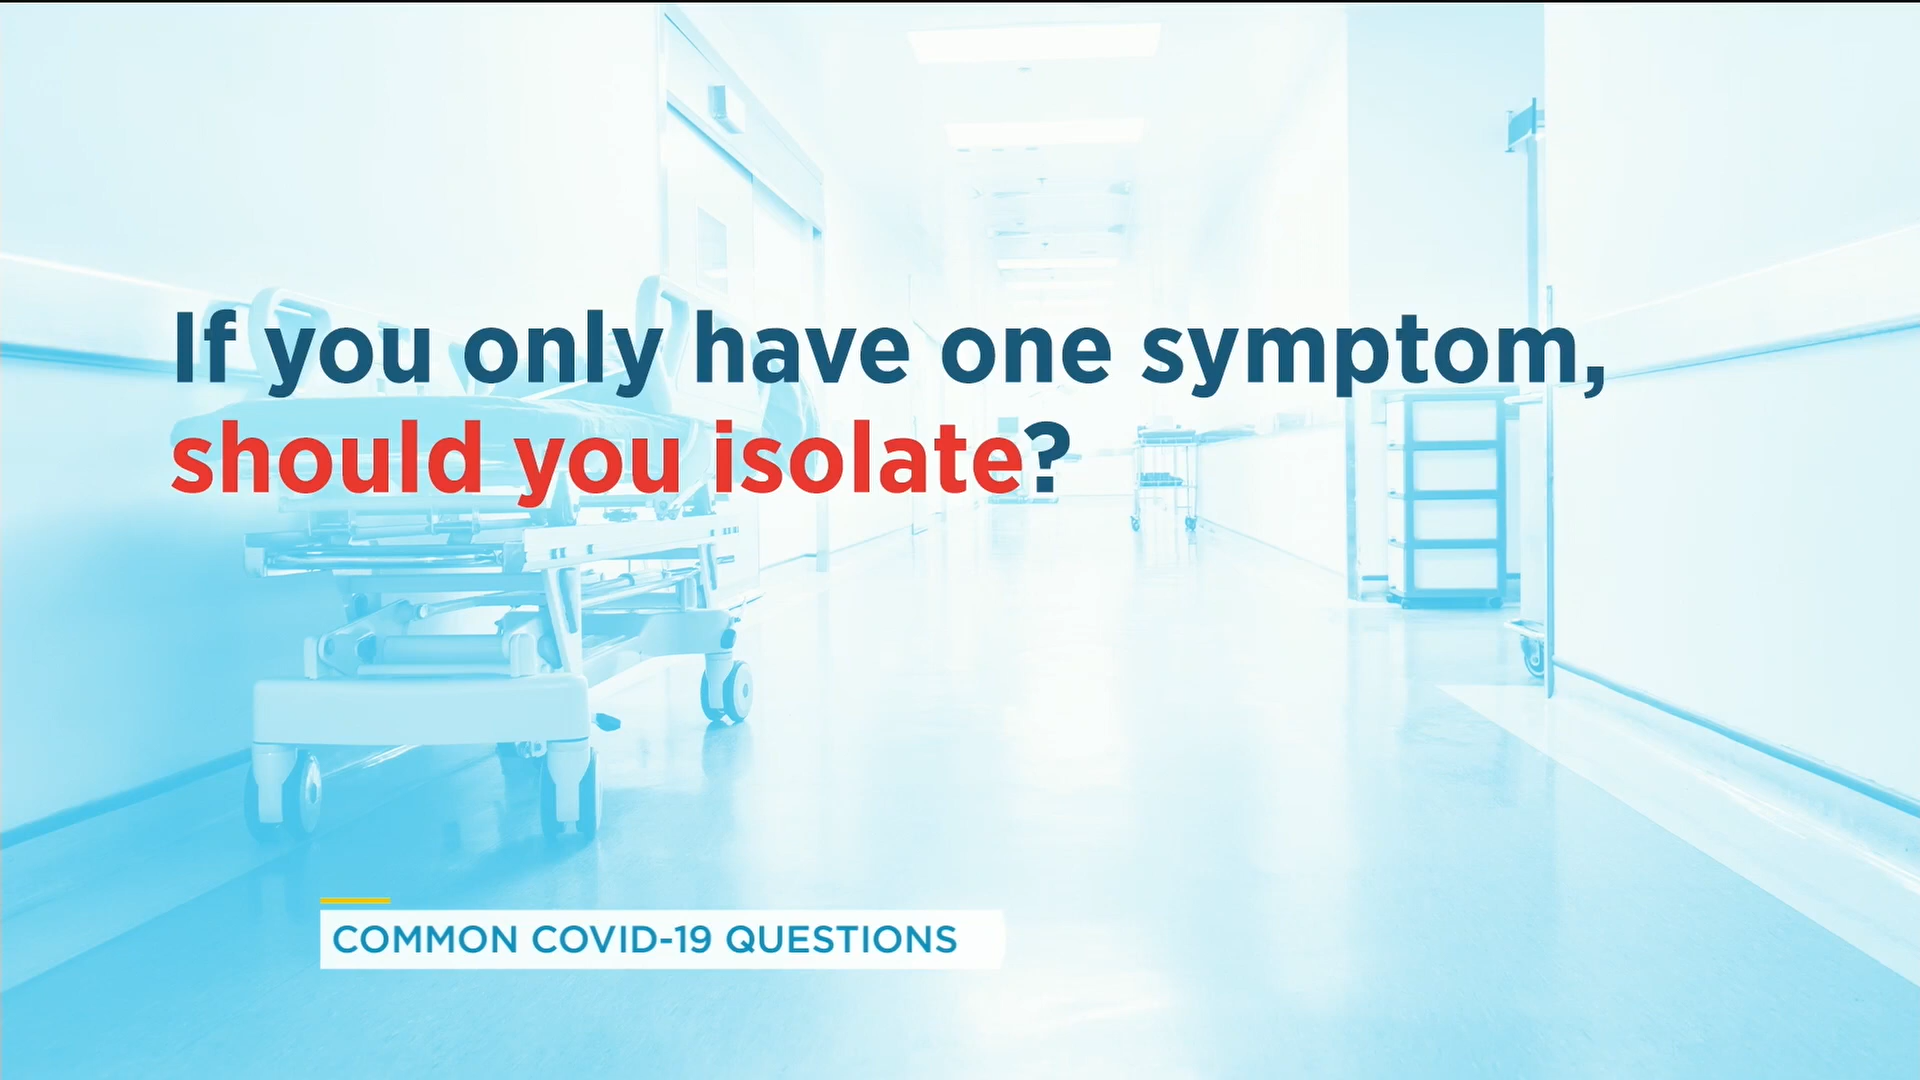 If you only have one symptom,
should you isolate?
COMMON COVID-19 QUESTIONS